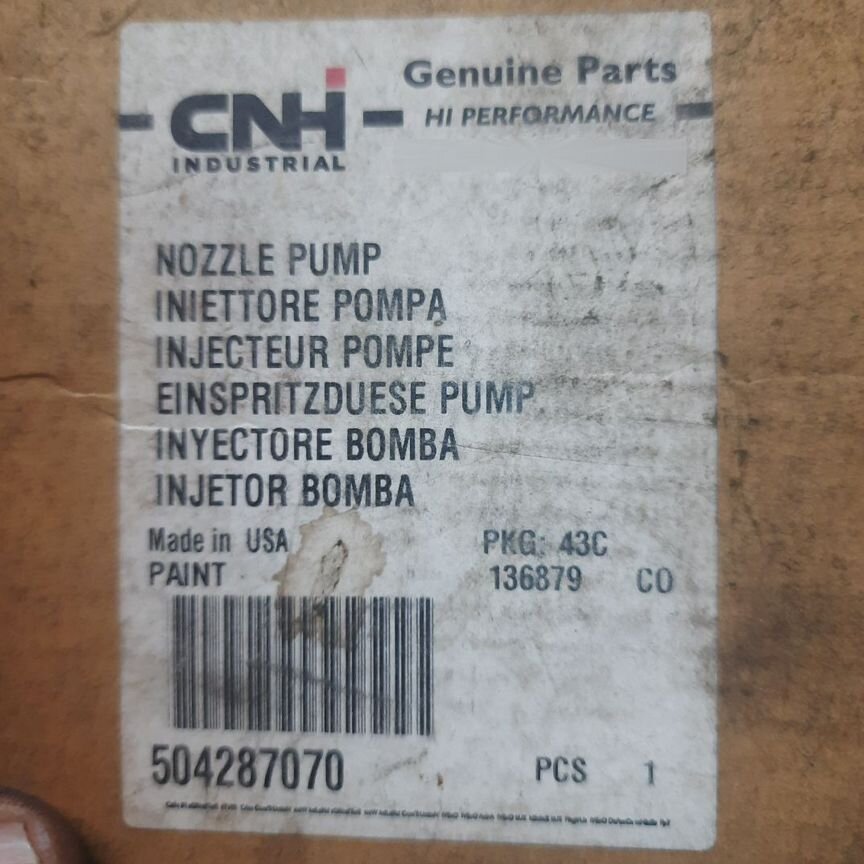 CNH
INDUSTRIAL
Genuine Parts
HI PERFORMANCE
NOZZLE PUMP
INIETTORE POMPA
INJECTEUR POMPE
EINSPRITZDUESE PUMP
INYECTORE BOMBA
INJETOR BOMBA
Made in USA PKG: 43C
PAINT 136879 CO
504287070 PCS 1